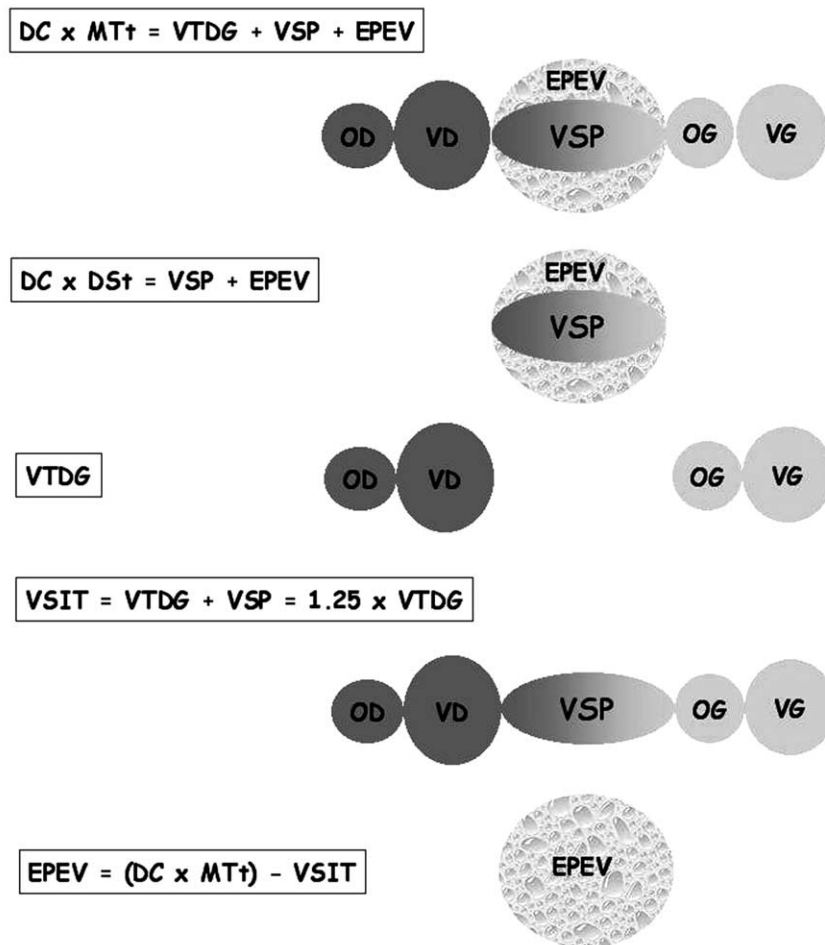 DC x MTt = VTDG + VSP + EPEV
EPEV
OD VD VSP OG VG
DC x DSt = VSP + EPEV
EPEV
VSP
VTDG
OD VD OG VG
VSIT = VTDG + VSP = 1.25 x VTDG
OD VD VSP OG VG
EPEV = (DC x MTt) - VSIT
EPEV